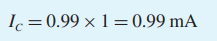 I_C = 0.99 × 1 = 0.99 mA